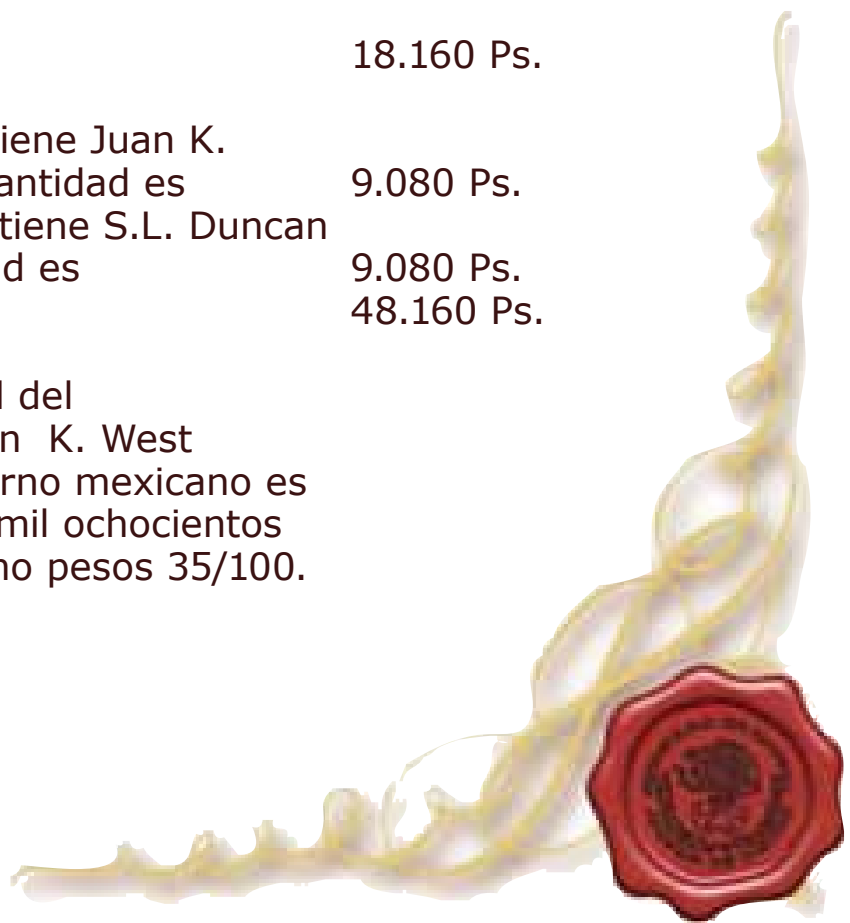 18.160 Ps.
iene Juan K.
antidad es 9.080 Ps.
tiene S.L. Duncan
d es 9.080 Ps.
48.160 Ps.
del
n K. West
rno mexicano es
mil ochocientos
no pesos 35/100.